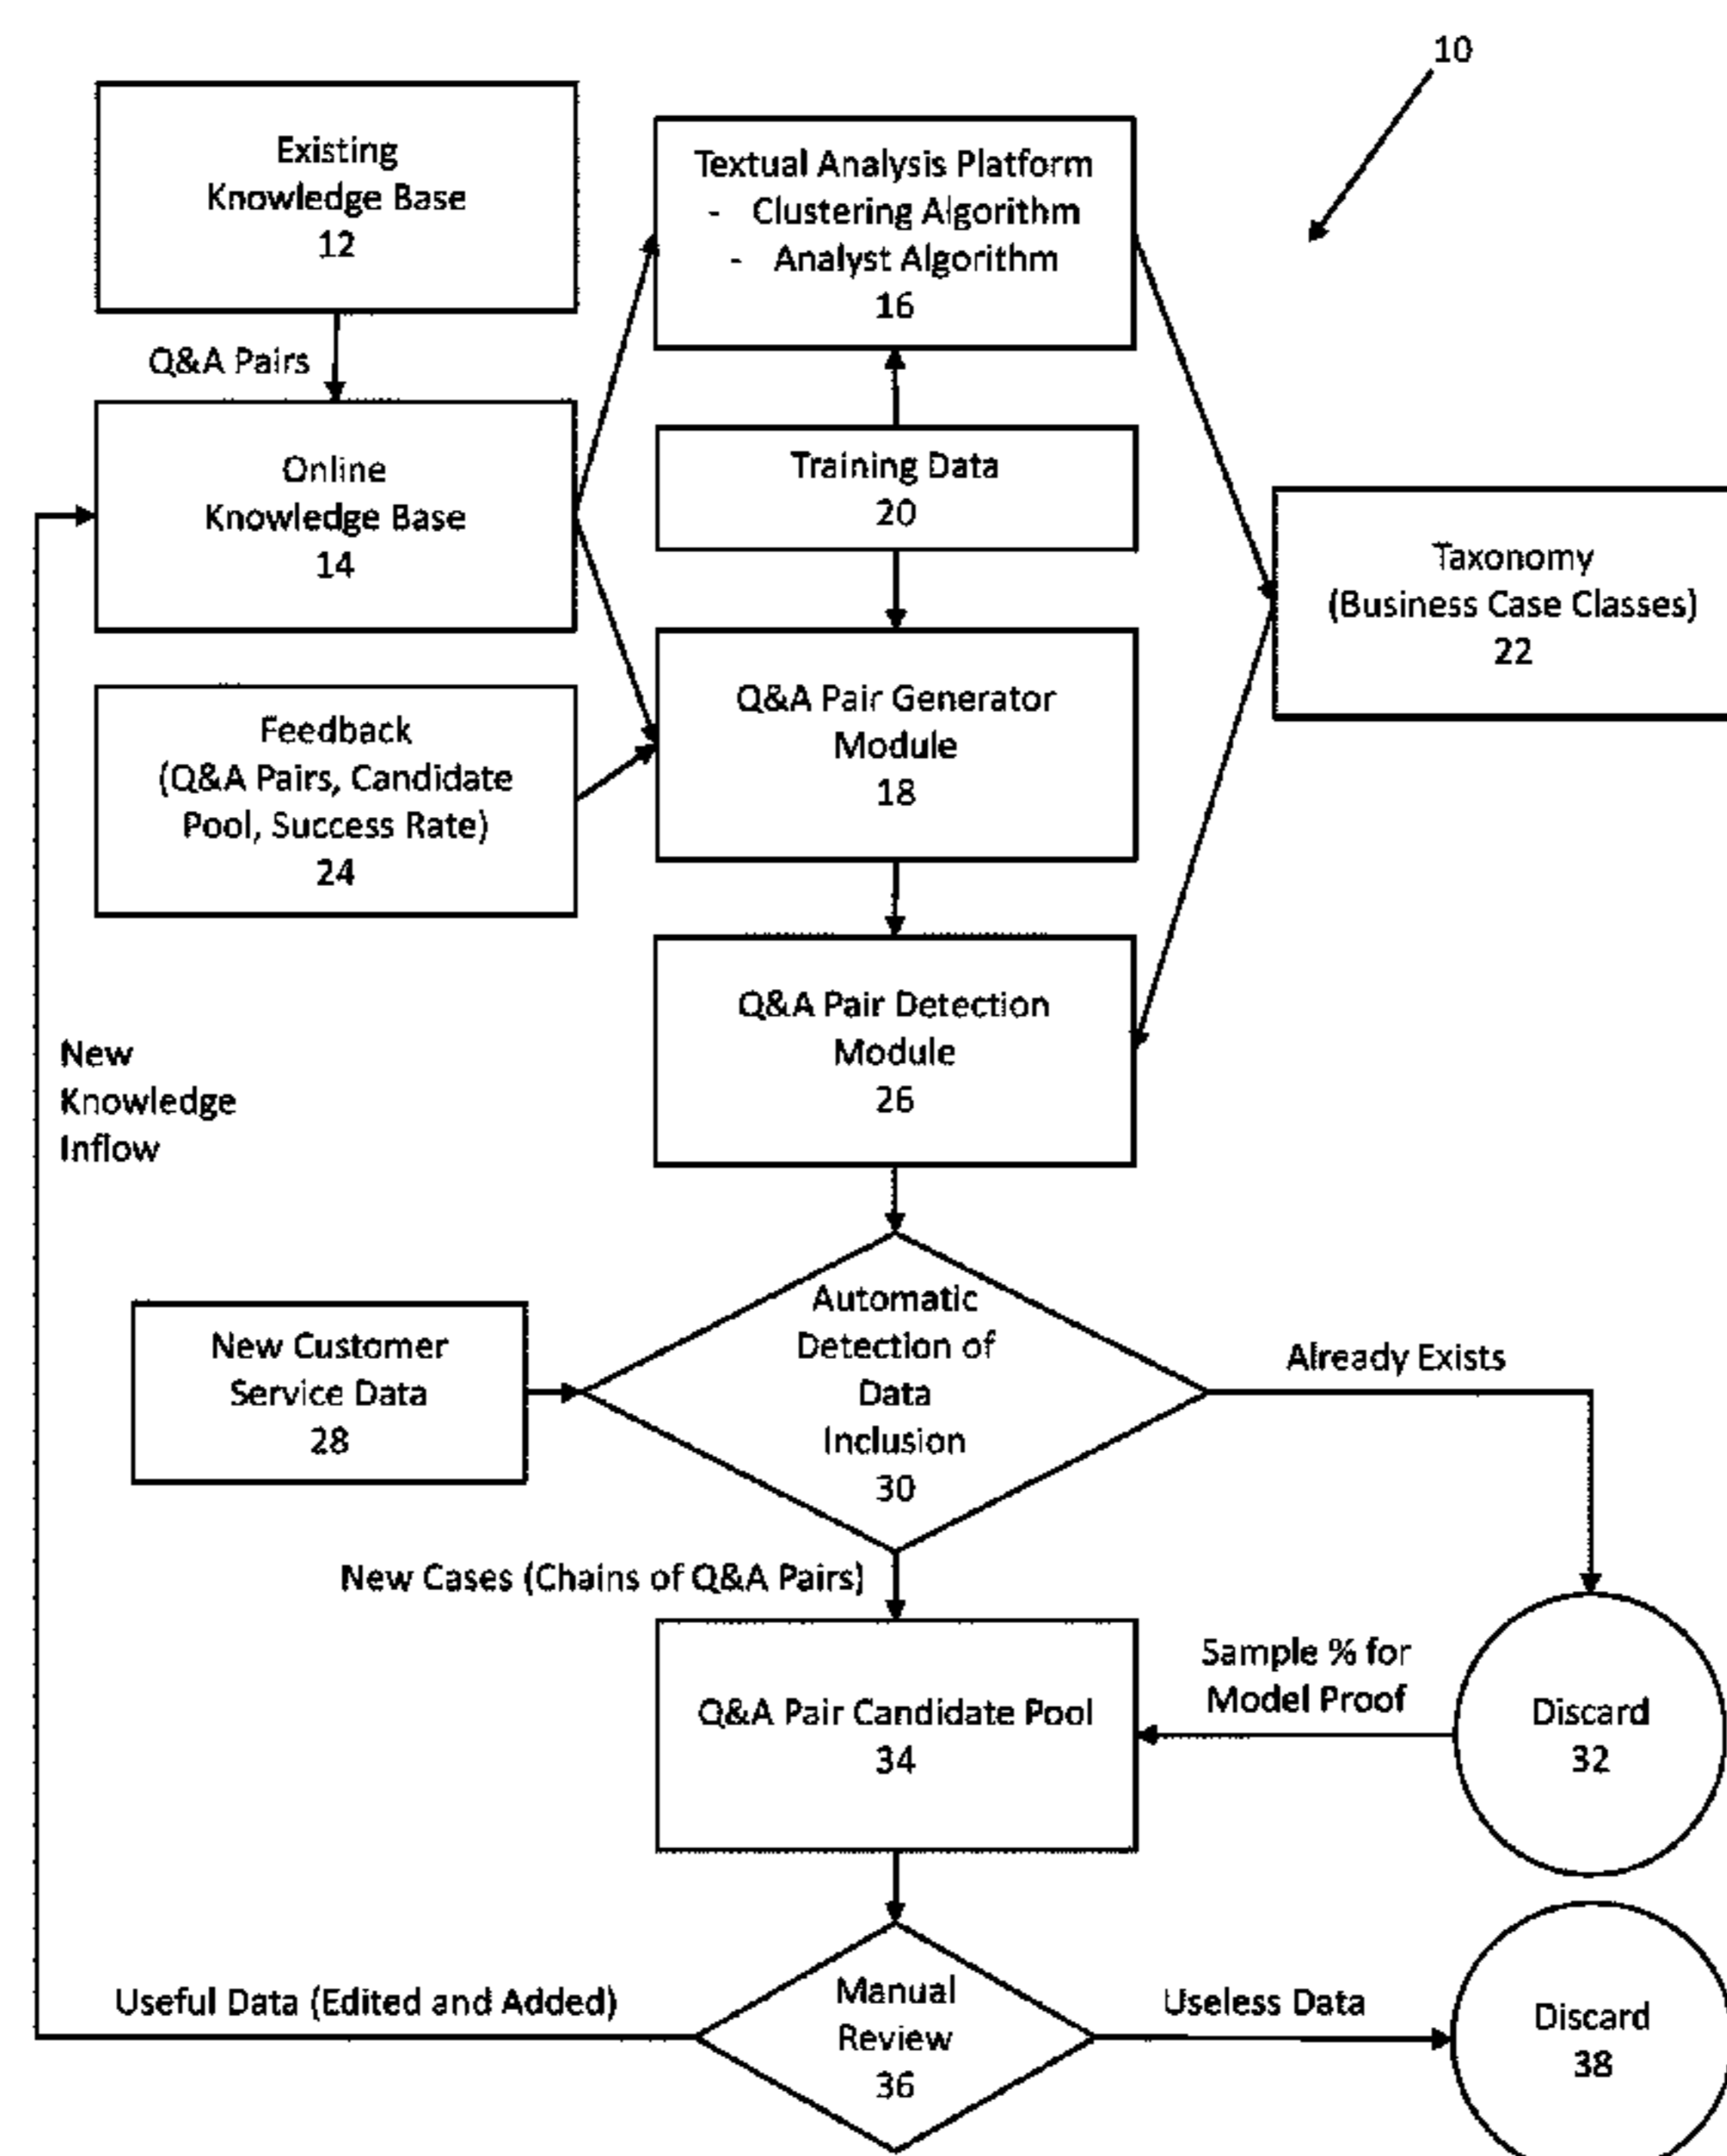 10
Existing
Knowledge Base
12
Textual Analysis Platform
- Clustering Algorithm
- Analyst Algorithm
16
Q&A Pairs
Online
Knowledge Base
14
Training Data
20
Taxonomy
(Business Case Classes)
22
Feedback
(Q&A Pairs, Candidate
Pool, Success Rate)
24
Q&A Pair Generator
Module
18
Q&A Pair Detection
Module
26
New
Knowledge
Inflow
New Customer
Service Data
28
Automatic
Detection of
Data
Inclusion
30
Already Exists
New Cases (Chains of Q&A Pairs)
Q&A Pair Candidate Pool
34
Sample % for
Model Proof
Discard
32
Useful Data (Edited and Added)
Manual
Review
36
Useless Data
Discard
38